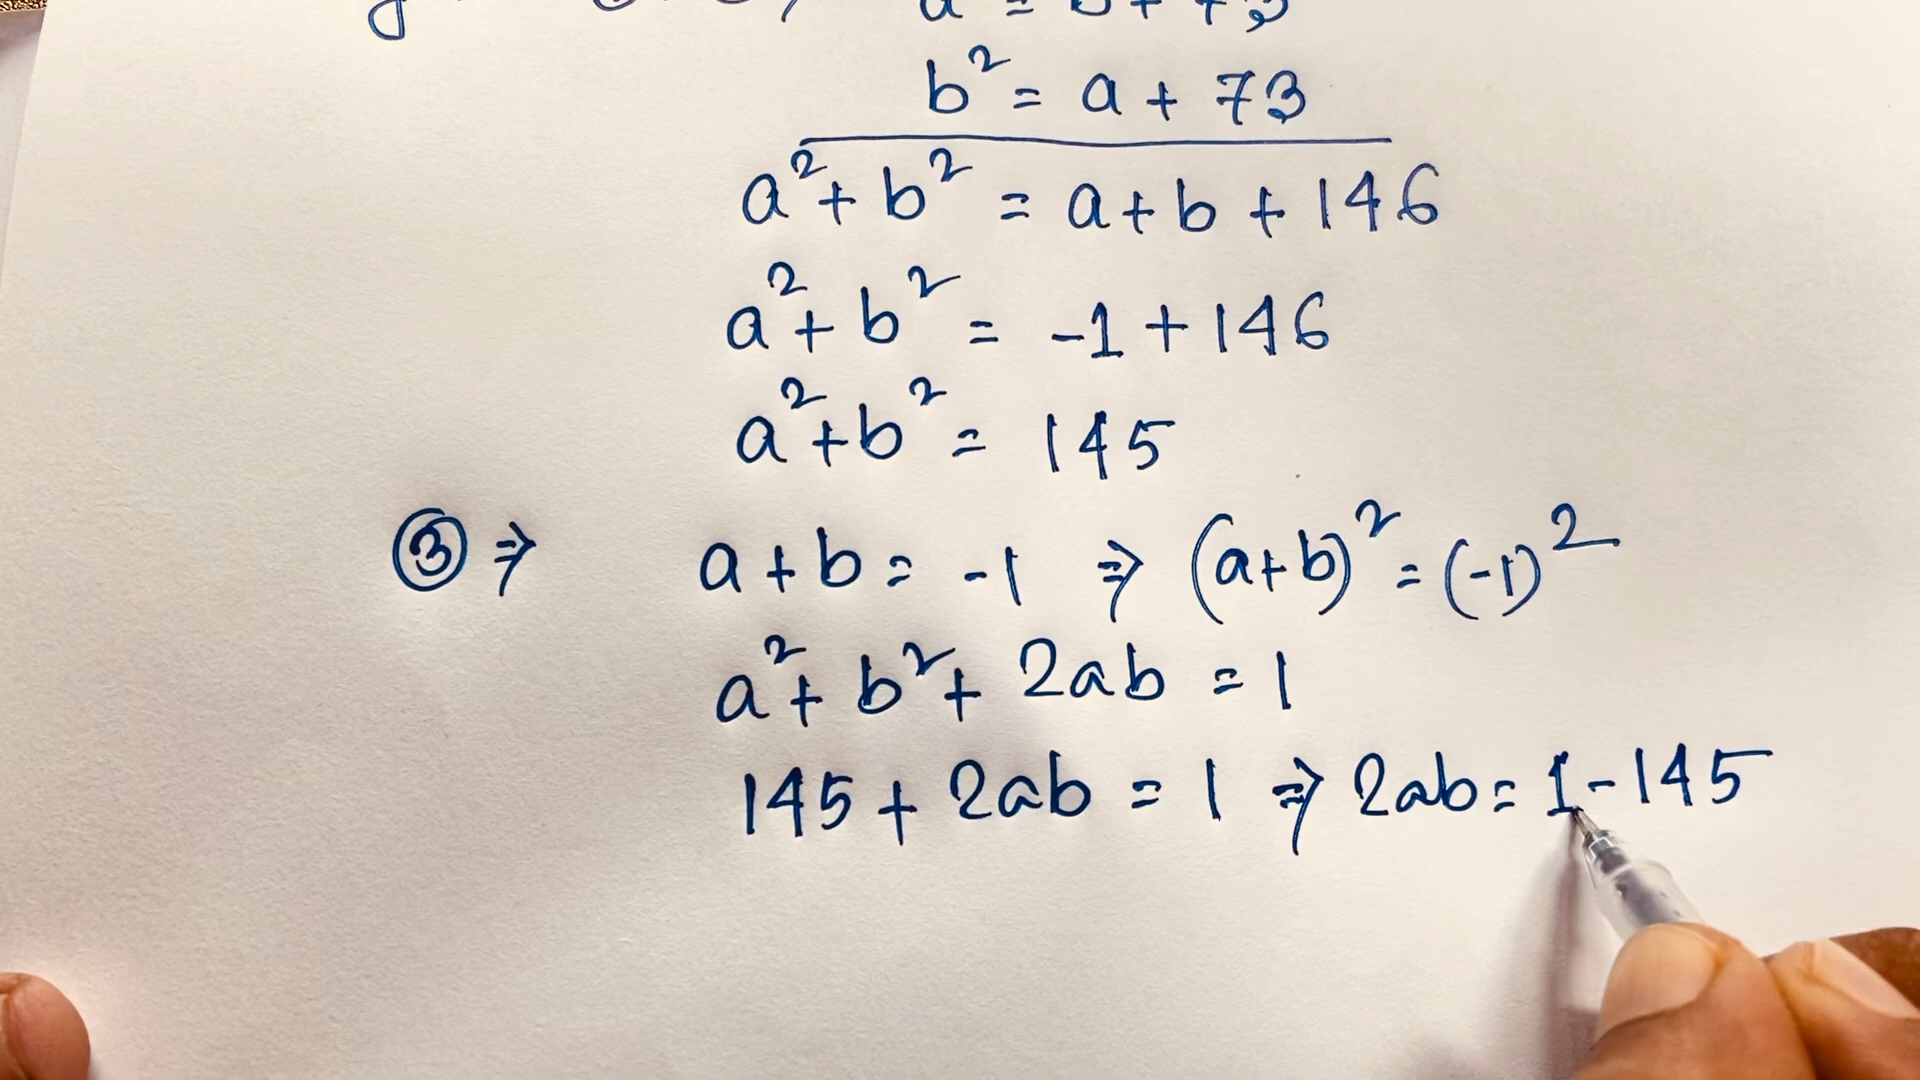 b² = a + 73
a² + b² = a + b + 146
a² + b² = -1 + 146
a² + b² = 145
③ ⇒ a + b = -1 ⇒ (a+b)² = (-1)²
a² + b² + 2ab = 1
145 + 2ab = 1 ⇒ 2ab = 1 - 145